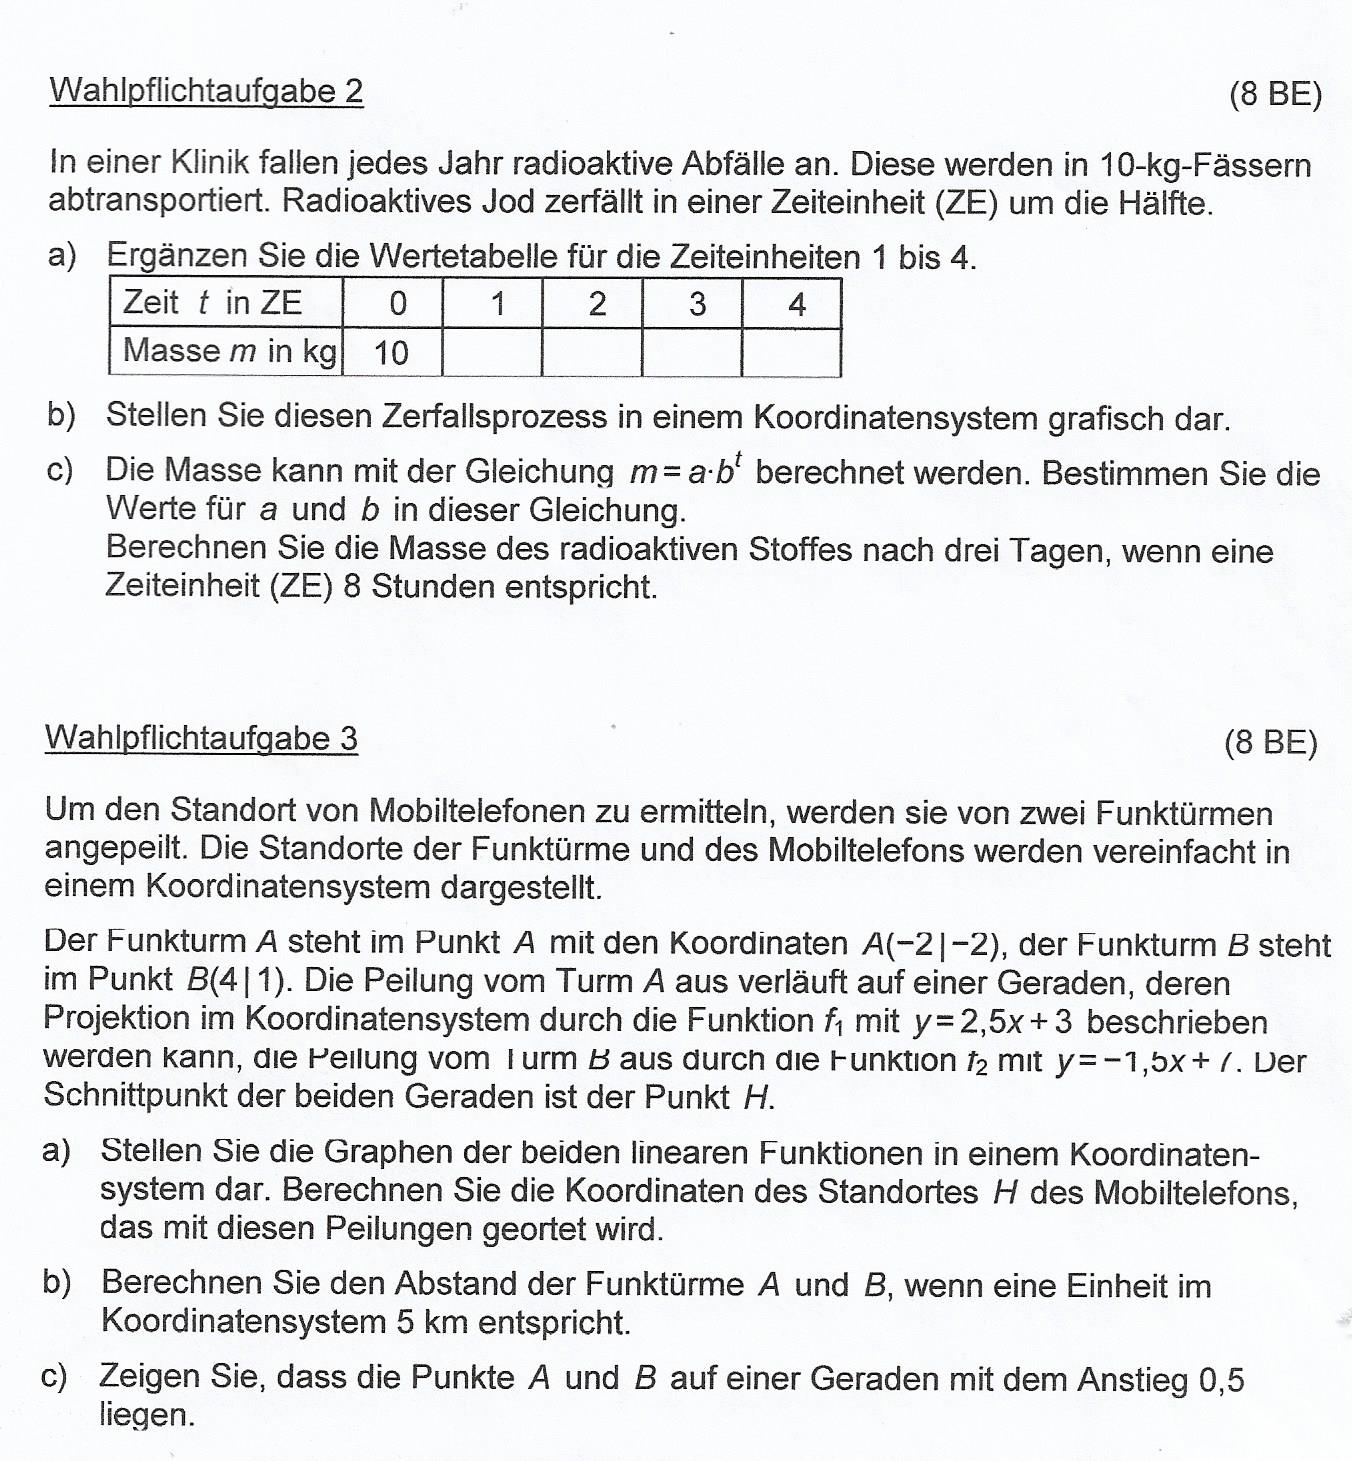 Wahlpflichtaufgabe 2 (8 BE)
In einer Klinik fallen jedes Jahr radioaktive Abfälle an. Diese werden in 10-kg-Fässern
abtransportiert. Radioaktives Jod zerfällt in einer Zeiteinheit (ZE) um die Hälfte.
a) Ergänzen Sie die Wertetabelle für die Zeiteinheiten 1 bis 4.
Zeit t in ZE 0 1 2 3 4
Masse m in kg 10
b) Stellen Sie diesen Zerfallsprozess in einem Koordinatensystem grafisch dar.
c) Die Masse kann mit der Gleichung m = a·bᵗ berechnet werden. Bestimmen Sie die
Werte für a und b in dieser Gleichung.
Berechnen Sie die Masse des radioaktiven Stoffes nach drei Tagen, wenn eine
Zeiteinheit (ZE) 8 Stunden entspricht.
Wahlpflichtaufgabe 3 (8 BE)
Um den Standort von Mobiltelefonen zu ermitteln, werden sie von zwei Funktürmen
angepeilt. Die Standorte der Funktürme und des Mobiltelefons werden vereinfacht in
einem Koordinatensystem dargestellt.
Der Funkturm A steht im Punkt A mit den Koordinaten A(−2|−2), der Funkturm B steht
im Punkt B(4|1). Die Peilung vom Turm A aus verläuft auf einer Geraden, deren
Projektion im Koordinatensystem durch die Funktion f₁ mit y = 2,5x + 3 beschrieben
werden kann, die Peilung vom Turm B aus durch die Funktion f₂ mit y = −1,5x + 7. Der
Schnittpunkt der beiden Geraden ist der Punkt H.
a) Stellen Sie die Graphen der beiden linearen Funktionen in einem Koordinaten-
system dar. Berechnen Sie die Koordinaten des Standortes H des Mobiltelefons,
das mit diesen Peilungen geortet wird.
b) Berechnen Sie den Abstand der Funktürme A und B, wenn eine Einheit im
Koordinatensystem 5 km entspricht.
c) Zeigen Sie, dass die Punkte A und B auf einer Geraden mit dem Anstieg 0,5
liegen.